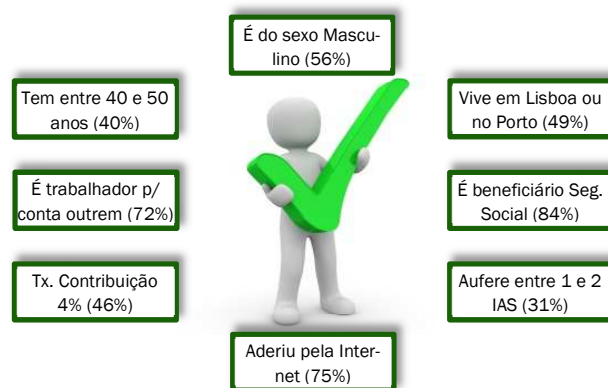 É do sexo Mascu-
lino (56%)
Tem entre 40 e 50
anos (40%)
Vive em Lisboa ou
no Porto (49%)
É trabalhador p/
conta outrem (72%)
É beneficiário Seg.
Social (84%)
Tx. Contribuição
4% (46%)
Aufere entre 1 e 2
IAS (31%)
Aderiu pela Inter-
net (75%)